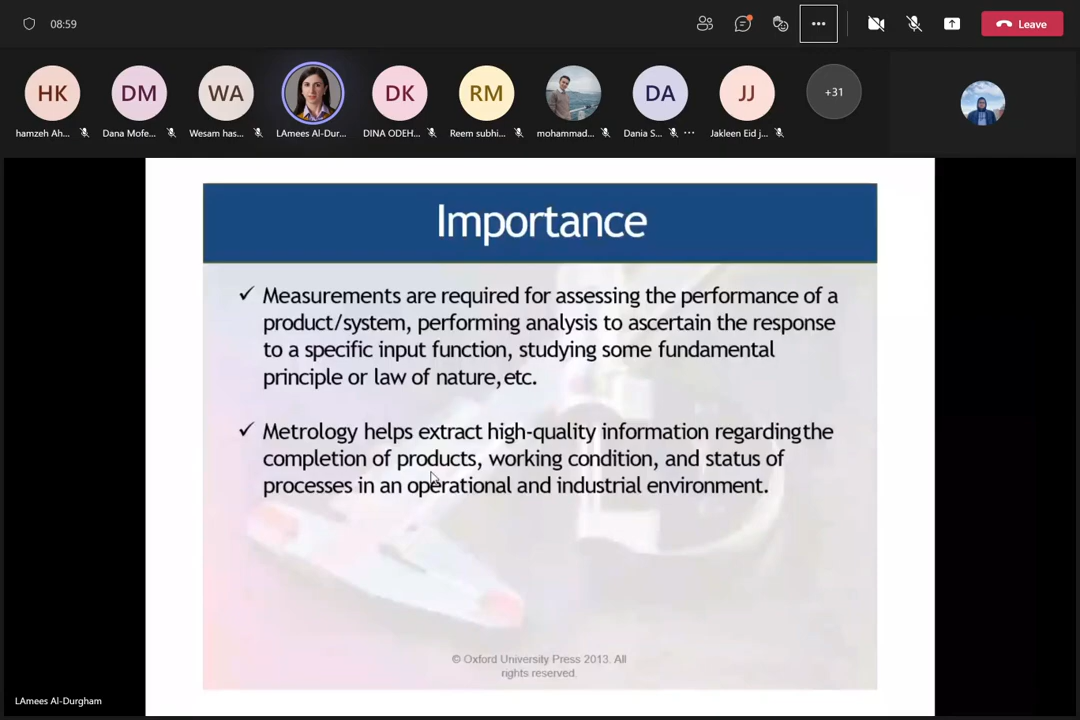 08:59
Leave
HK
DM
WA
DK
RM
DA
JJ
+31
hamzeh Ah...
Dana Mofe...
Wesam has...
LAmees Al-Dur...
DINA ODEH...
Reem subhi...
mohammad...
Dania S...
Jakleen Eid j...
Importance
✓ Measurements are required for assessing the performance of a
product/system, performing analysis to ascertain the response
to a specific input function, studying some fundamental
principle or law of nature, etc.
✓ Metrology helps extract high-quality information regardingthe
completion of products, working condition, and status of
processes in an operational and industrial environment.
© Oxford University Press 2013. All
rights reserved.
LAmees Al-Durgham